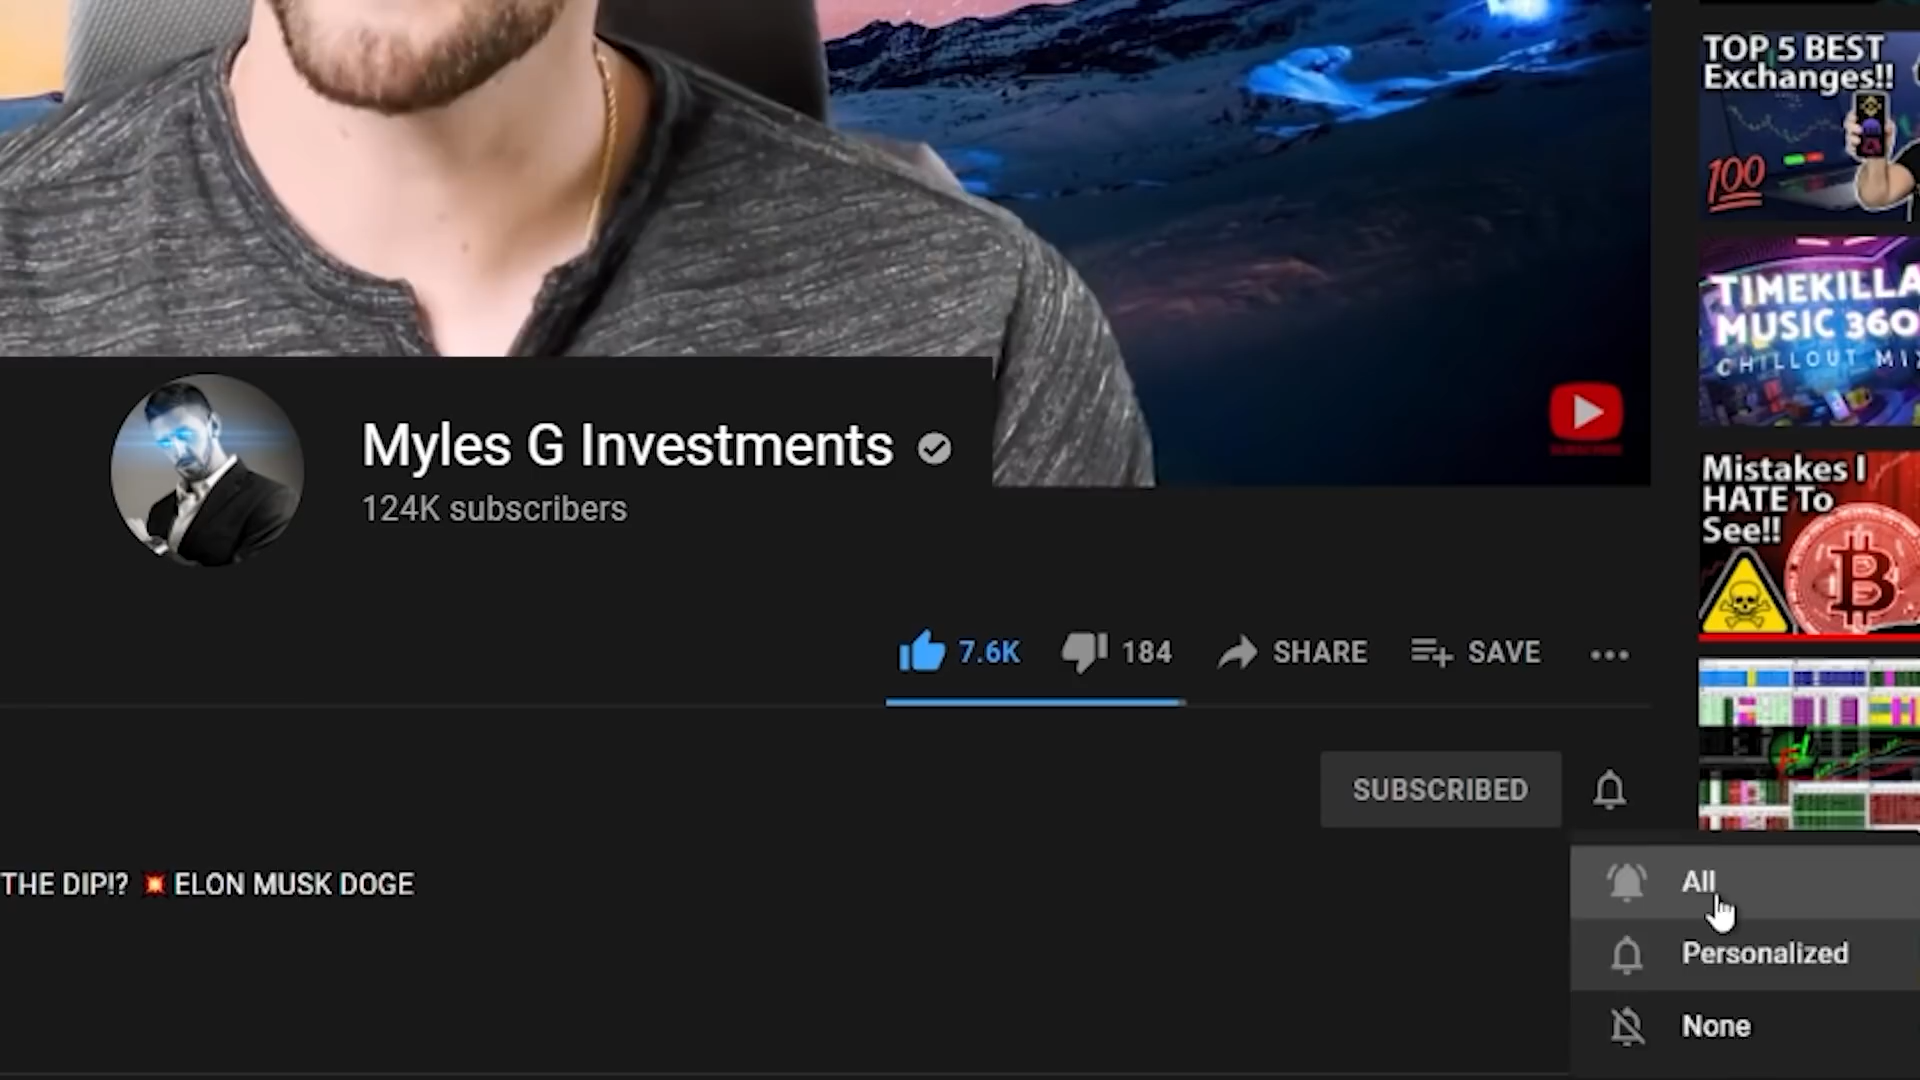 TOP 5 BEST
Exchanges!!
100
TIMEKILLA
MUSIC 360
CHILLOUT MIX
Myles G Investments
124K subscribers
Mistakes I
HATE To
See!!
7.6K
184
SHARE
SAVE
SUBSCRIBED
THE DIP!? 💥 ELON MUSK DOGE
All
Personalized
None